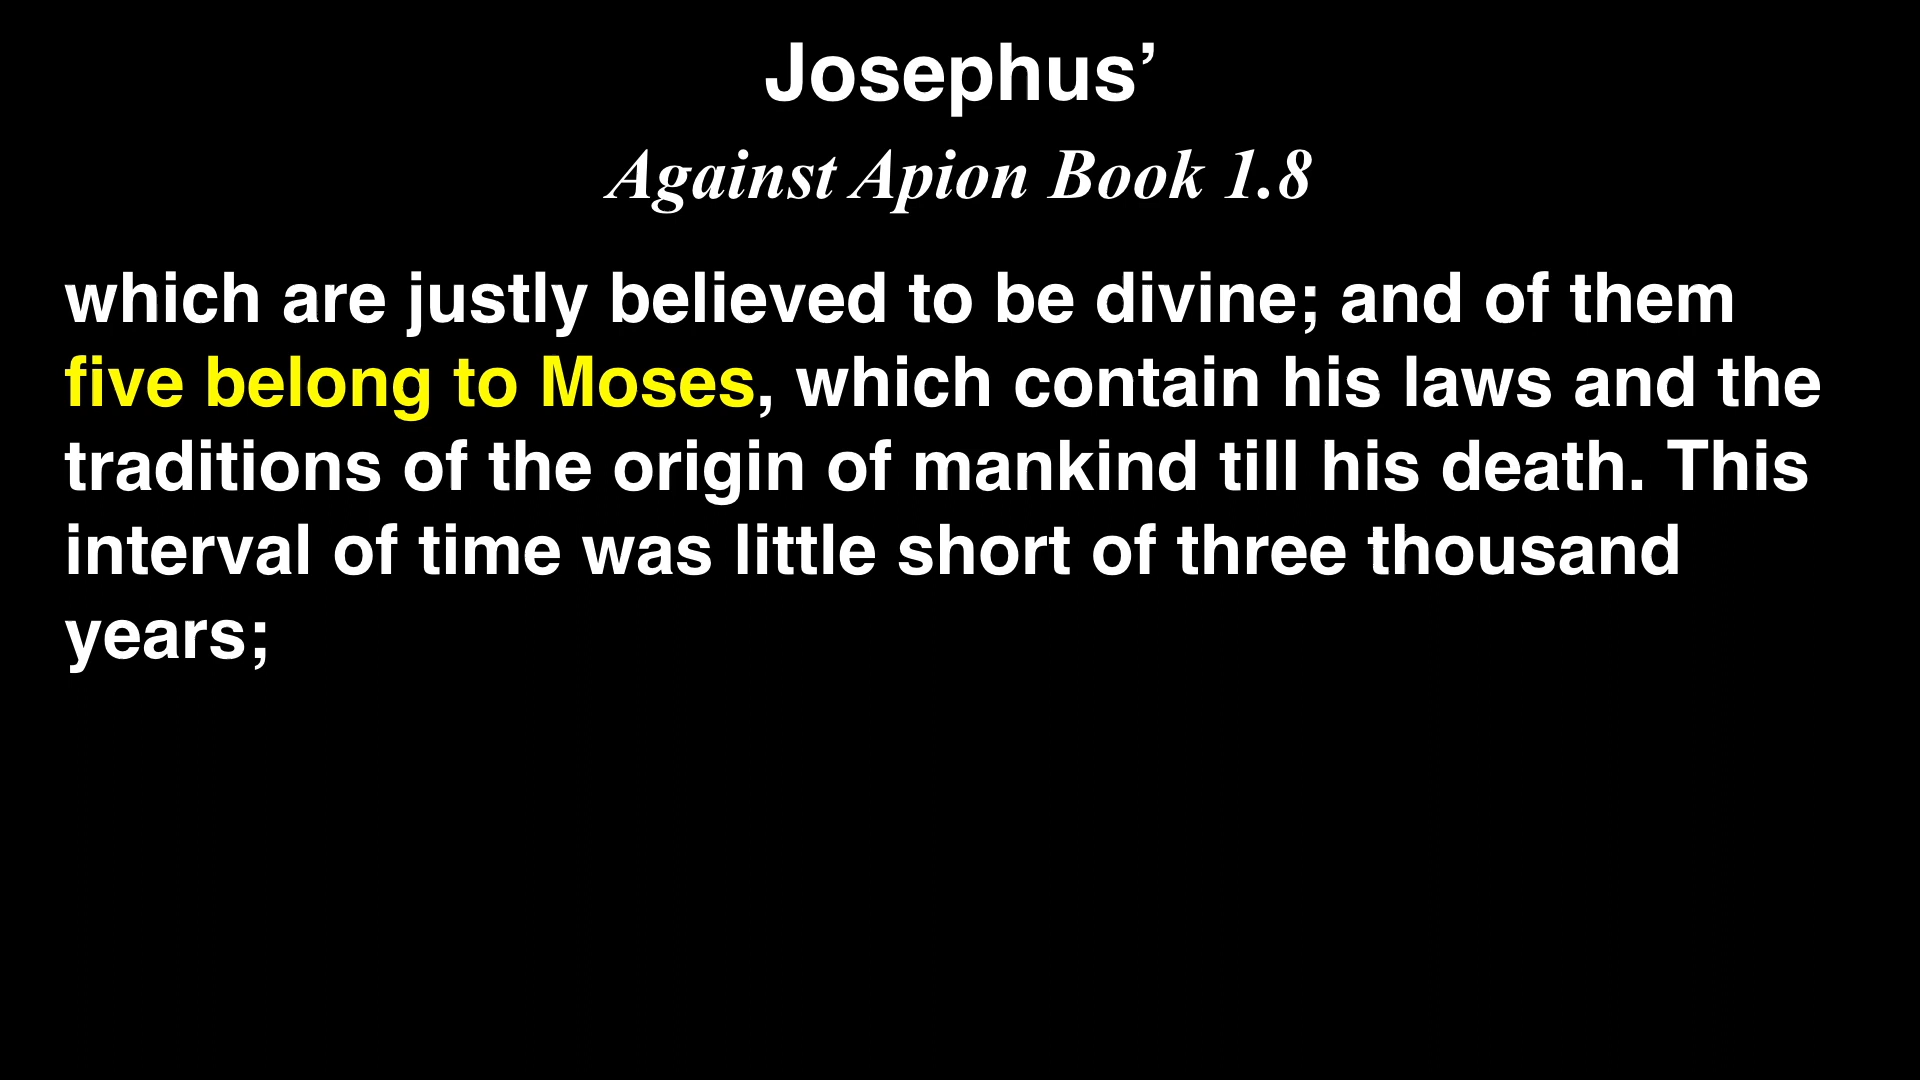 Josephus’
Against Apion Book 1.8
which are justly believed to be divine; and of them
five belong to Moses, which contain his laws and the
traditions of the origin of mankind till his death. This
interval of time was little short of three thousand
years;